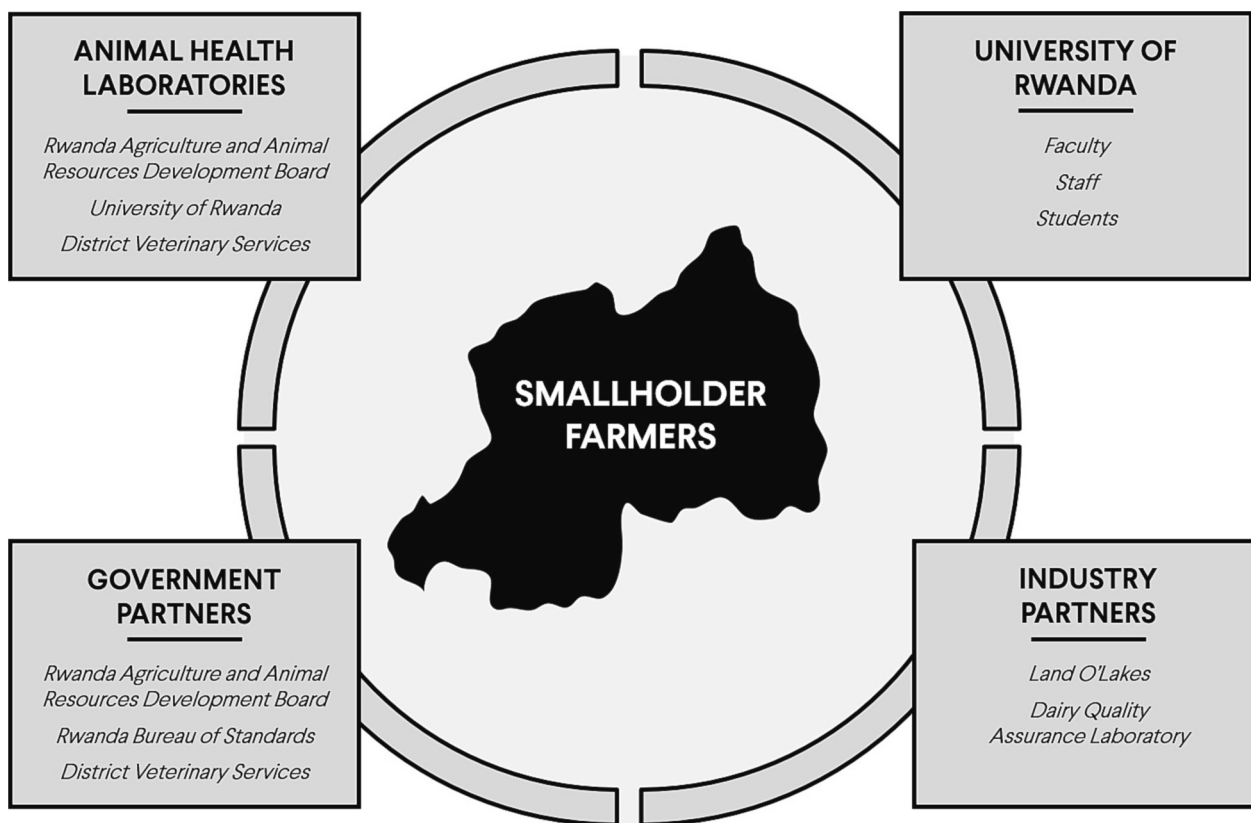 ANIMAL HEALTH
LABORATORIES
Rwanda Agriculture and Animal
Resources Development Board
University of Rwanda
District Veterinary Services
UNIVERSITY OF
RWANDA
Faculty
Staff
Students
SMALLHOLDER
FARMERS
GOVERNMENT
PARTNERS
Rwanda Agriculture and Animal
Resources Development Board
Rwanda Bureau of Standards
District Veterinary Services
INDUSTRY
PARTNERS
Land O'Lakes
Dairy Quality
Assurance Laboratory